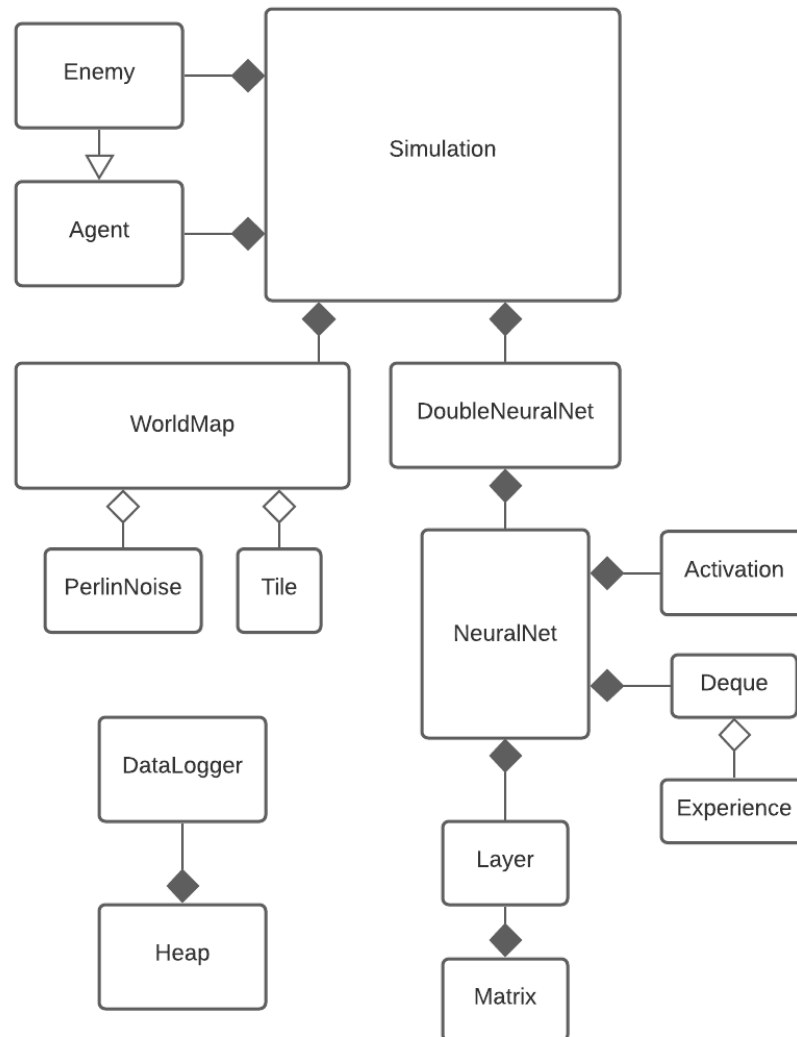 Enemy
Simulation
Agent
WorldMap
DoubleNeuralNet
PerlinNoise
Tile
Activation
NeuralNet
Deque
DataLogger
Experience
Layer
Heap
Matrix